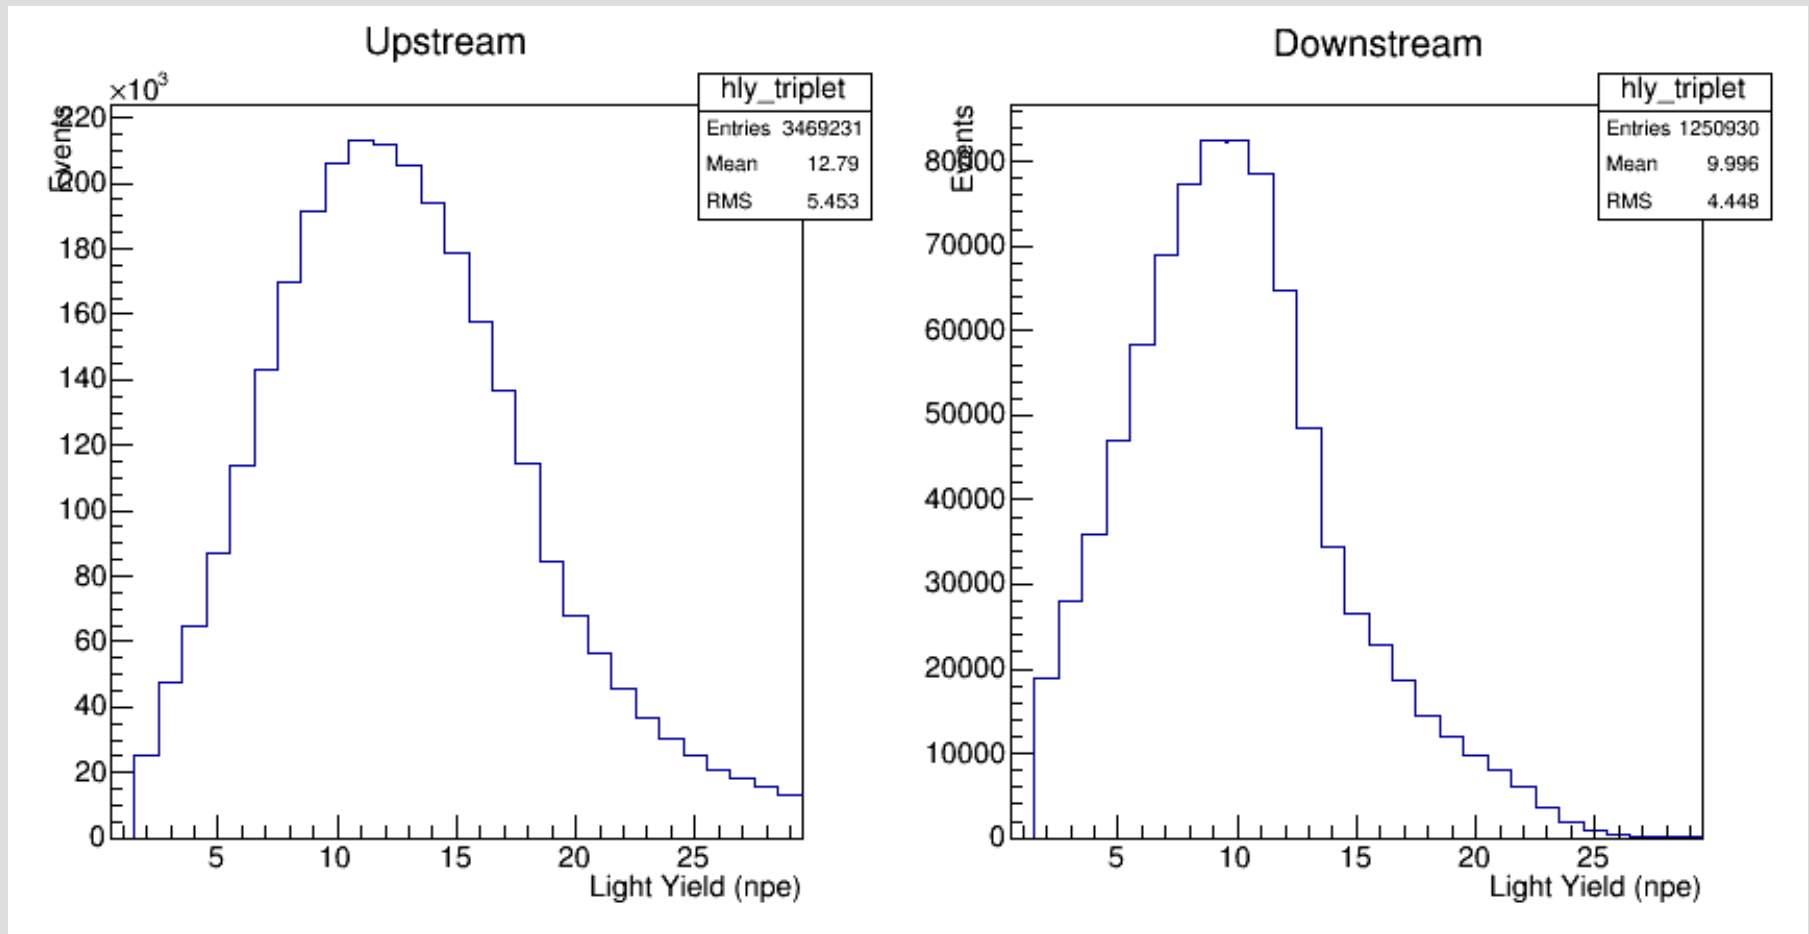 Upstream
×10³
hly_triplet
Entries 3469231
Mean 12.79
RMS 5.453
Events
220
200
180
160
140
120
100
80
60
40
20
0
5 10 15 20 25
Light Yield (npe)
Downstream
hly_triplet
Entries 1250930
Mean 9.996
RMS 4.448
Events
80000
70000
60000
50000
40000
30000
20000
10000
0
5 10 15 20 25
Light Yield (npe)